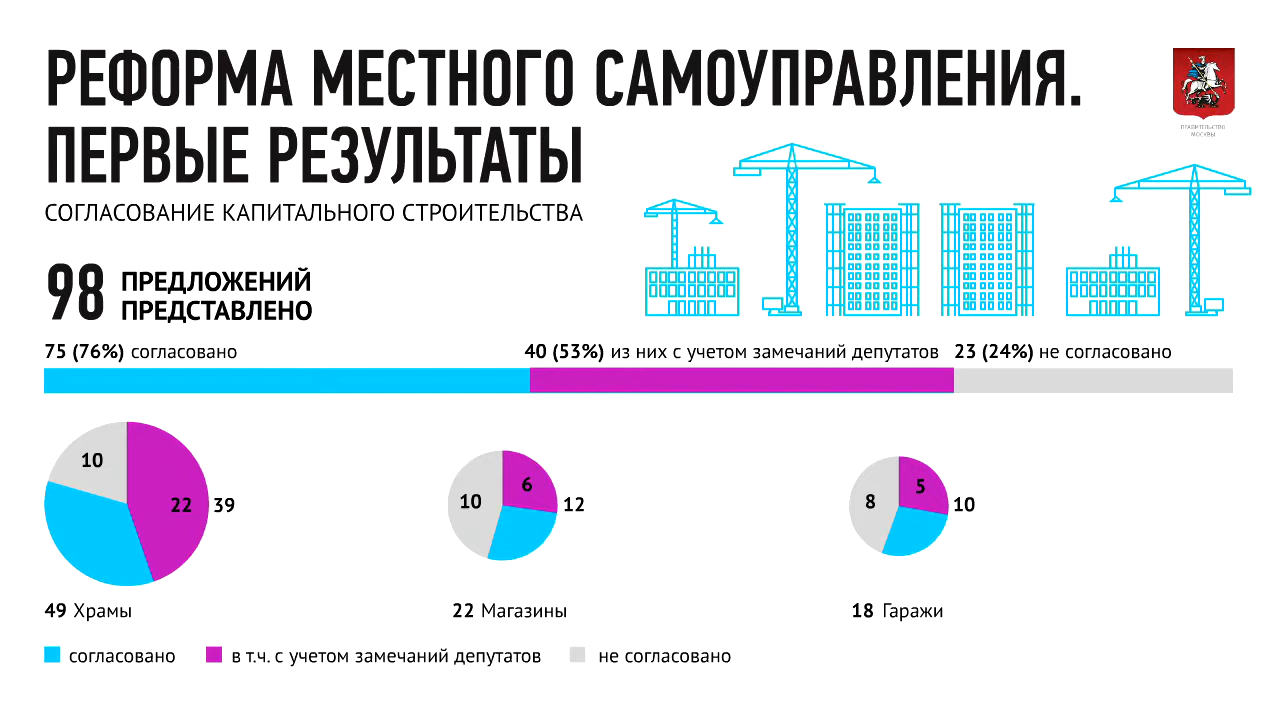 РЕФОРМА МЕСТНОГО САМОУПРАВЛЕНИЯ.
ПЕРВЫЕ РЕЗУЛЬТАТЫ
ПРАВИТЕЛЬСТВО
МОСКВЫ
СОГЛАСОВАНИЕ КАПИТАЛЬНОГО СТРОИТЕЛЬСТВА
98 ПРЕДЛОЖЕНИЙ
ПРЕДСТАВЛЕНО
75 (76%) согласовано
40 (53%) из них с учетом замечаний депутатов
23 (24%) не согласовано
10
22
39
10
6
12
8
5
10
49 Храмы
22 Магазины
18 Гаражи
согласовано
в т.ч. с учетом замечаний депутатов
не согласовано